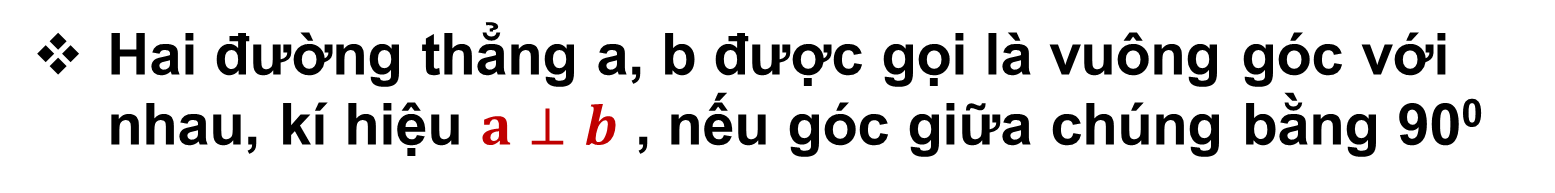 ❖ Hai đường thẳng a, b được gọi là vuông góc với
nhau, kí hiệu a ⊥ b , nếu góc giữa chúng bằng 90⁰